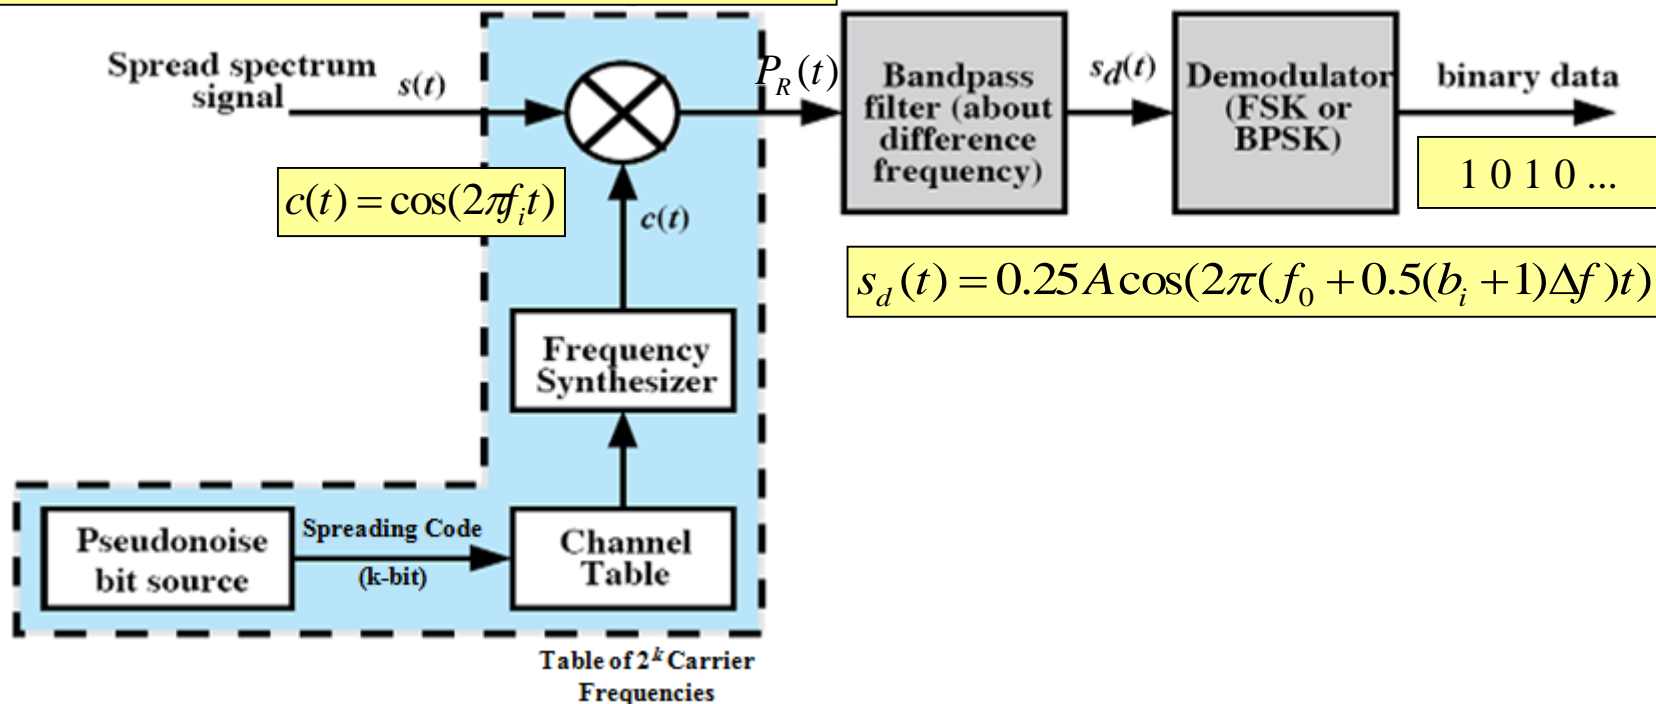 Spread spectrum
signal
s(t)
P_R(t)
Bandpass
filter (about
difference
frequency)
s_d(t)
Demodulator
(FSK or
BPSK)
binary data
1 0 1 0 ...
c(t) = cos(2πf_i t)
c(t)
s_d(t) = 0.25 A cos(2π(f_0 + 0.5(b_i + 1)Δf)t)
Frequency
Synthesizer
Pseudonoise
bit source
Spreading Code
(k-bit)
Channel
Table
Table of 2^k Carrier
Frequencies